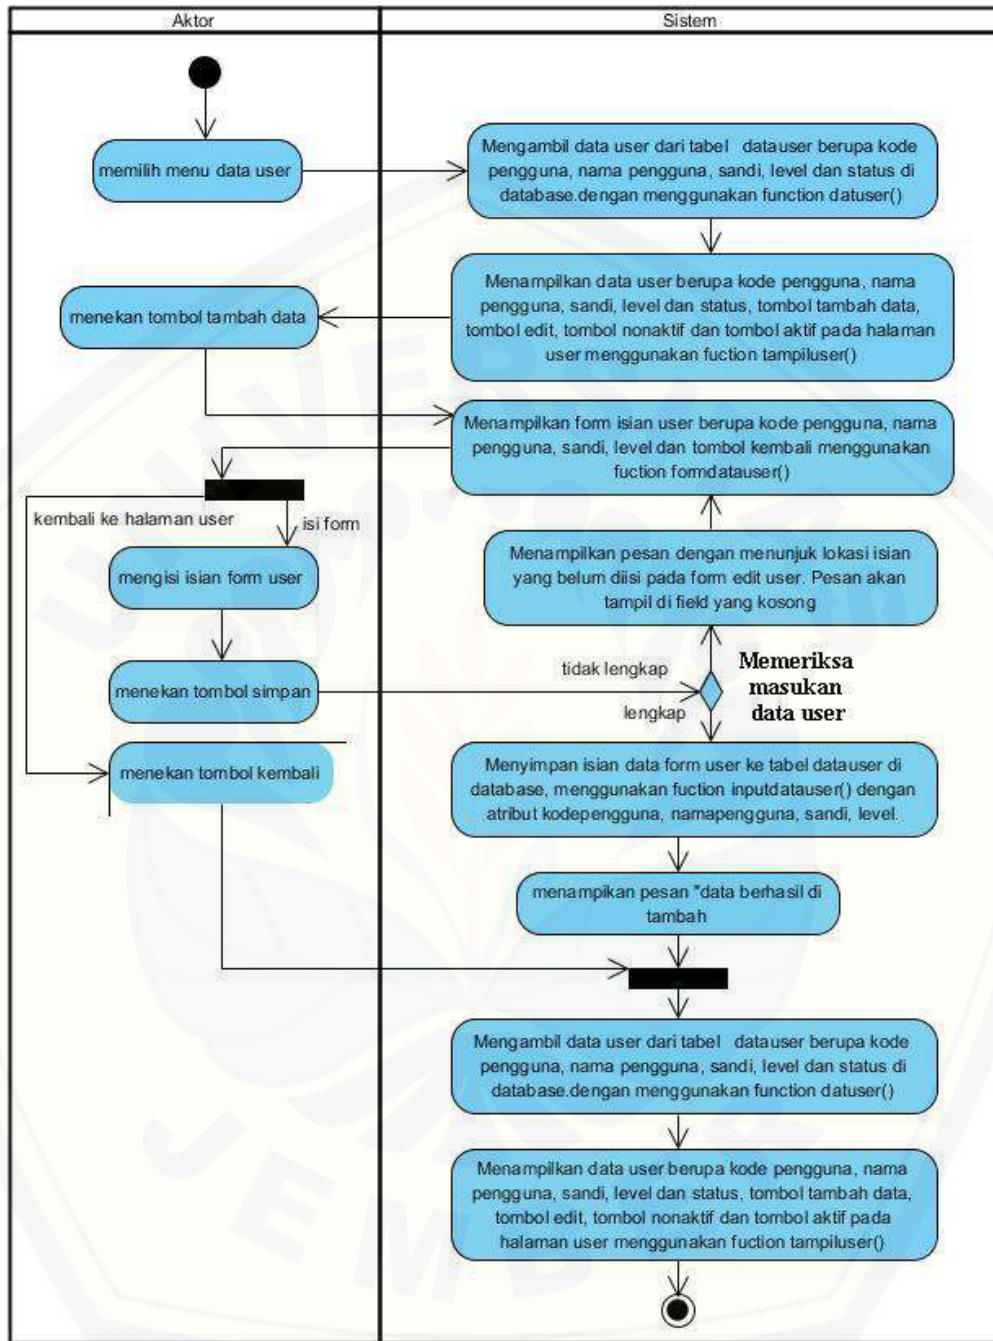 Aktor
Sistem
memilih menu data user
Mengambil data user dari tabel datauser berupa kode
pengguna, nama pengguna, sandi, level dan status di
database.dengan menggunakan function datuser()
Menampilkan data user berupa kode pengguna, nama
pengguna, sandi, level dan status, tombol tambah data,
tombol edit, tombol nonaktif dan tombol aktif pada halaman
user menggunakan fuction tampiluser()
menekan tombol tambah data
Menampilkan form isian user berupa kode pengguna, nama
pengguna, sandi, level dan tombol kembali menggunakan
fuction formdatauser()
kembali ke halaman user
isi form
mengisi isian form user
Menampilkan pesan dengan menunjuk lokasi isian
yang belum diisi pada form edit user. Pesan akan
tampil di field yang kosong
menekan tombol simpan
tidak lengkap
lengkap
Memeriksa
masukan
data user
menekan tombol kembali
Menyimpan isian data form user ke tabel datauser di
database, menggunakan fuction inputdatauser() dengan
atribut kodepengguna, namapengguna, sandi, level.
menampikan pesan "data berhasil di
tambah
Mengambil data user dari tabel datauser berupa kode
pengguna, nama pengguna, sandi, level dan status di
database.dengan menggunakan function datuser()
Menampilkan data user berupa kode pengguna, nama
pengguna, sandi, level dan status, tombol tambah data,
tombol edit, tombol nonaktif dan tombol aktif pada
halaman user menggunakan fuction tampiluser()
JEMBER